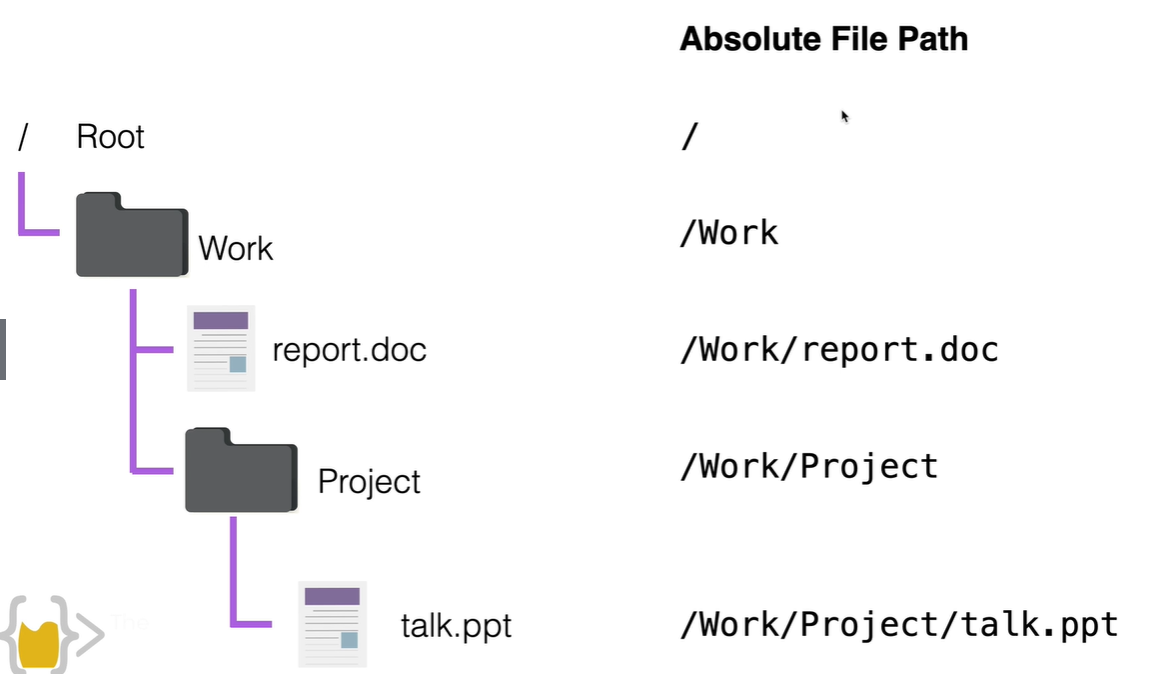 Absolute File Path
/ Root /
Work /Work
report.doc /Work/report.doc
Project /Work/Project
talk.ppt /Work/Project/talk.ppt
The